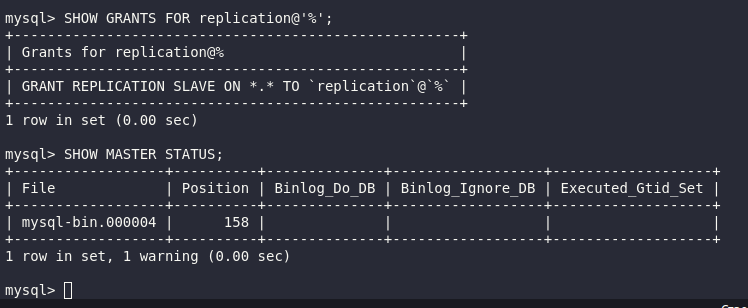 mysql> SHOW GRANTS FOR replication@'%';
+-----------------------------------------------------+
| Grants for replication@%                            |
+-----------------------------------------------------+
| GRANT REPLICATION SLAVE ON *.* TO `replication`@`%` |
+-----------------------------------------------------+
1 row in set (0.00 sec)
mysql> SHOW MASTER STATUS;
+------------------+----------+--------------+------------------+-------------------+
| File             | Position | Binlog_Do_DB | Binlog_Ignore_DB | Executed_Gtid_Set |
+------------------+----------+--------------+------------------+-------------------+
| mysql-bin.000004 |      158 |              |                  |                   |
+------------------+----------+--------------+------------------+-------------------+
1 row in set, 1 warning (0.00 sec)
mysql>